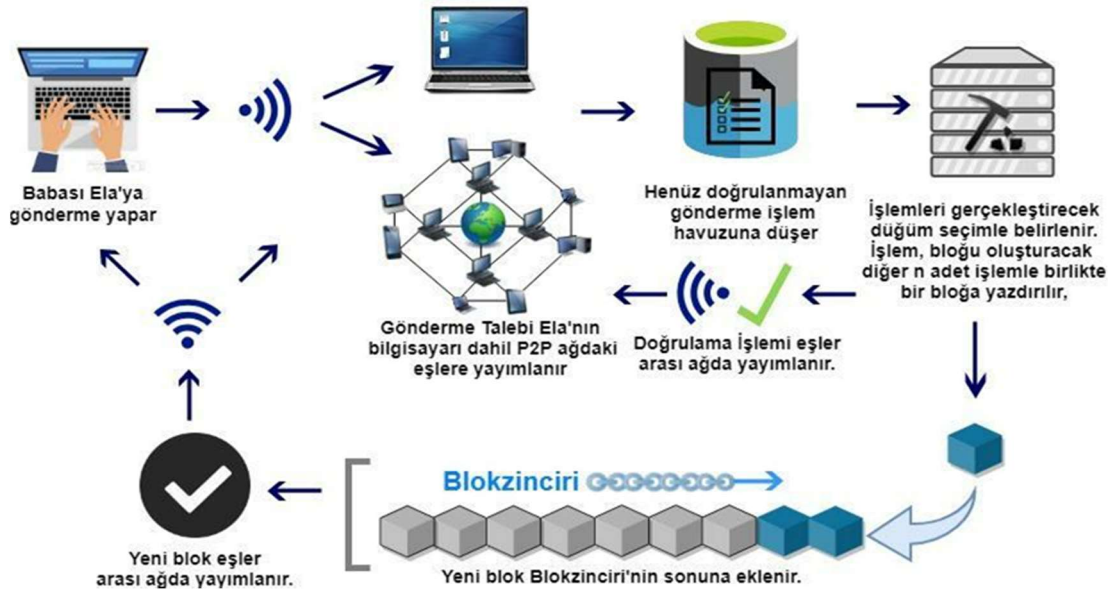 Babası Ela'ya
gönderme yapar
Henüz doğrulanmayan
gönderme işlem
havuzuna düşer
İşlemleri gerçekleştirecek
düğüm seçimle belirlenir.
İşlem, bloğu oluşturacak
diğer n adet işlemle birlikte
bir bloğa yazdırılır,
Gönderme Talebi Ela'nın
bilgisayarı dahil P2P ağdaki
eşlere yayımlanır
Doğrulama İşlemi eşler
arası ağda yayımlanır.
Blokzinciri
Yeni blok Blokzinciri'nin sonuna eklenir.
Yeni blok eşler
arası ağda yayımlanır.